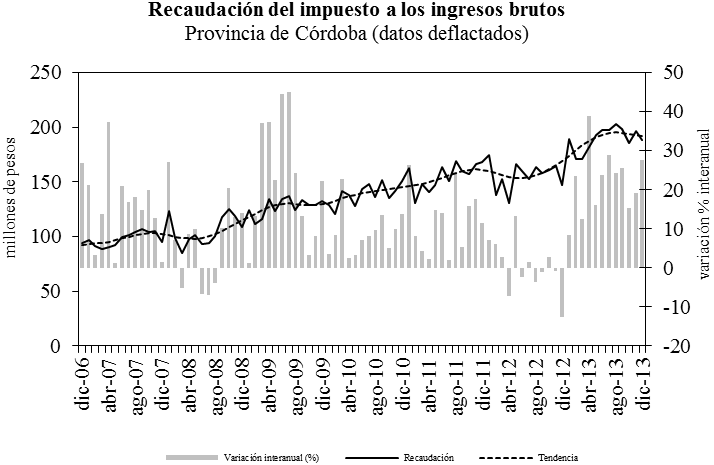 Recaudación del impuesto a los ingresos brutos
Provincia de Córdoba (datos deflactados)
250
200
150
100
50
0
millones de pesos
50
40
30
20
10
0
-10
-20
variación % interanual
dic-06
abr-07
ago-07
dic-07
abr-08
ago-08
dic-08
abr-09
ago-09
dic-09
abr-10
ago-10
dic-10
abr-11
ago-11
dic-11
abr-12
ago-12
dic-12
abr-13
ago-13
dic-13
Variación interanual (%)
Recaudación
Tendencia